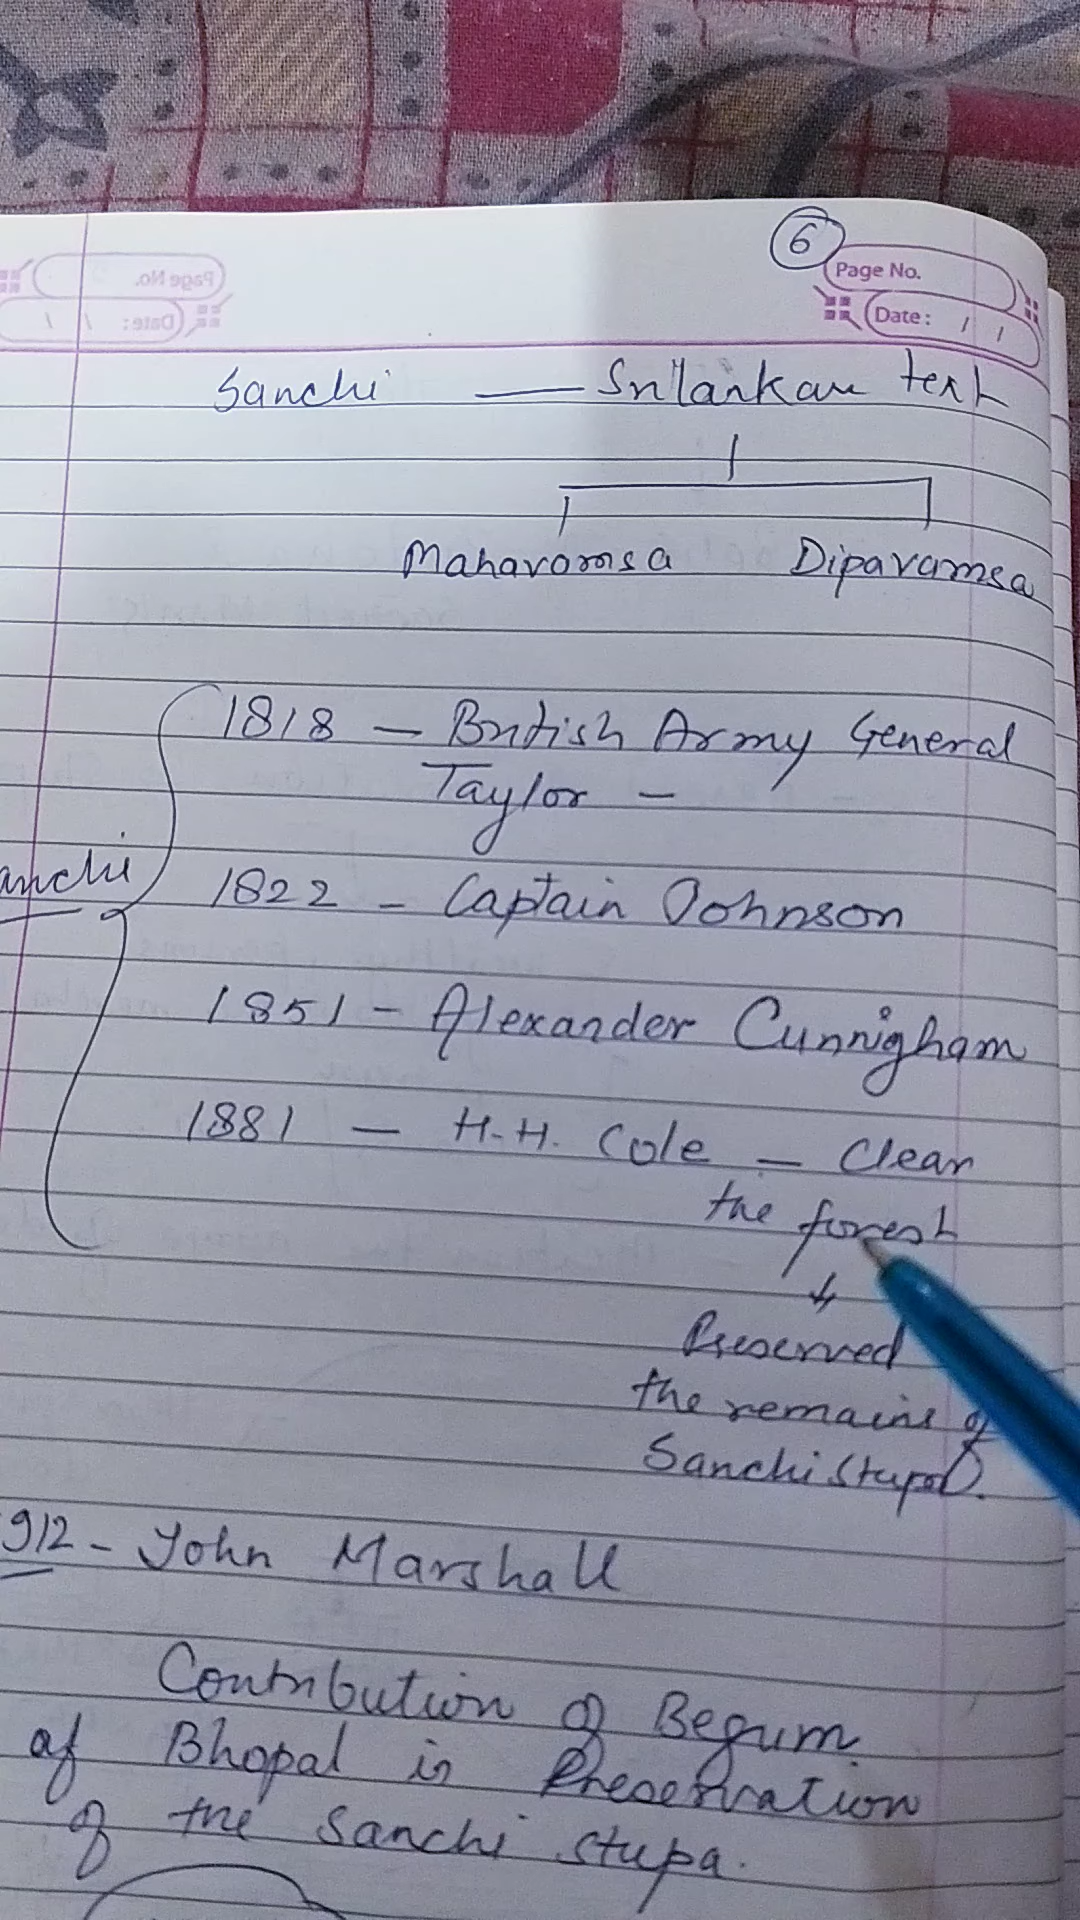 6
Page No.
Date: / /
Sanchi — Srilankan text
Mahavamsa Dipavamsa
1818 — British Army General
Taylor —
anchi
1822 - Captain Johnson
1851 - Alexander Cunnigham
1881 — H.H. Cole — Clear
the forest
Preserved
the remains of
Sanchi Stupa.
912 - John Marshall
Contribution of Begum
of Bhopal in Preservation
of the Sanchi stupa.